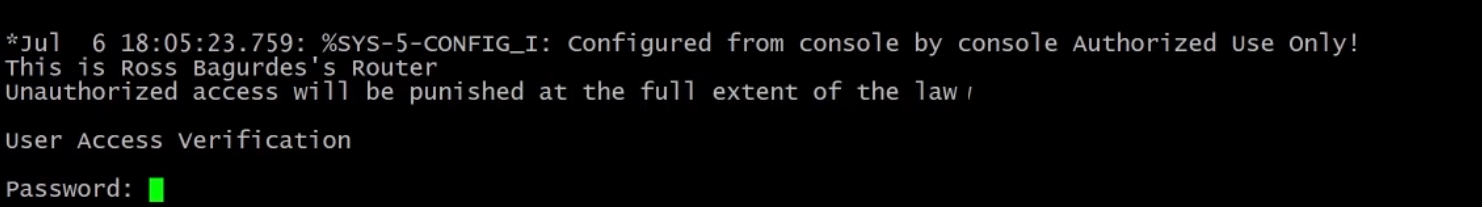 *Jul  6 18:05:23.759: %SYS-5-CONFIG_I: Configured from console by console Authorized Use Only!
This is Ross Bagurdes's Router
Unauthorized access will be punished at the full extent of the law
User Access Verification
Password: